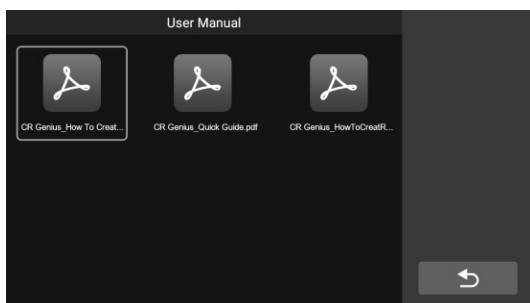 User Manual
CR Genius_How To Creat...
CR Genius_Quick Guide.pdf
CR Genius_HowToCreatR...